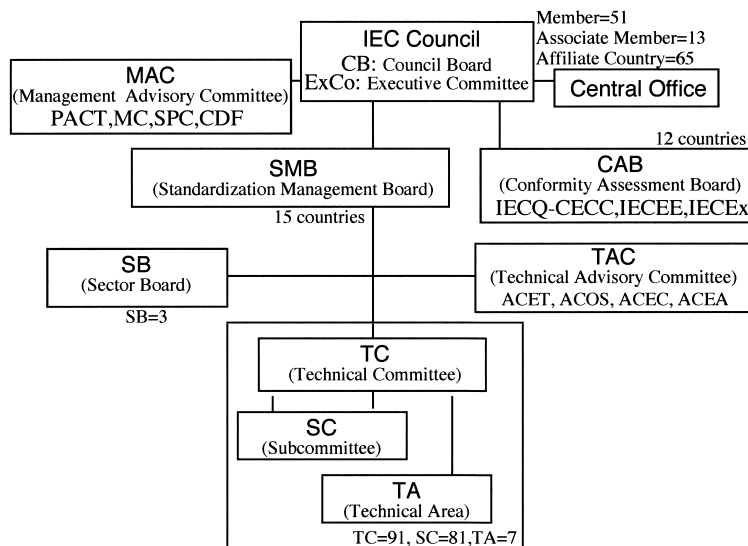 IEC Council
CB: Council Board
ExCo: Executive Committee
Member=51
Associate Member=13
Affiliate Country=65
MAC
(Management Advisory Committee)
PACT,MC,SPC,CDF
Central Office
SMB
(Standardization Management Board)
15 countries
12 countries
CAB
(Conformity Assessment Board)
IECQ-CECC,IECEE,IECEx
SB
(Sector Board)
SB=3
TAC
(Technical Advisory Committee)
ACET, ACOS, ACEC, ACEA
TC
(Technical Committee)
SC
(Subcommittee)
TA
(Technical Area)
TC=91, SC=81,TA=7